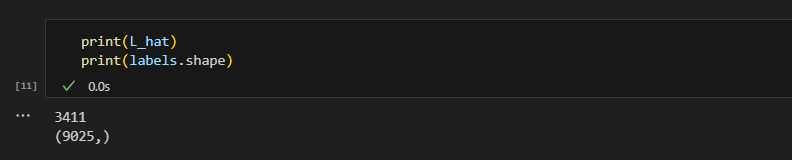 print(L_hat)
print(labels.shape)
[11]
0.0s
...
3411
(9025,)